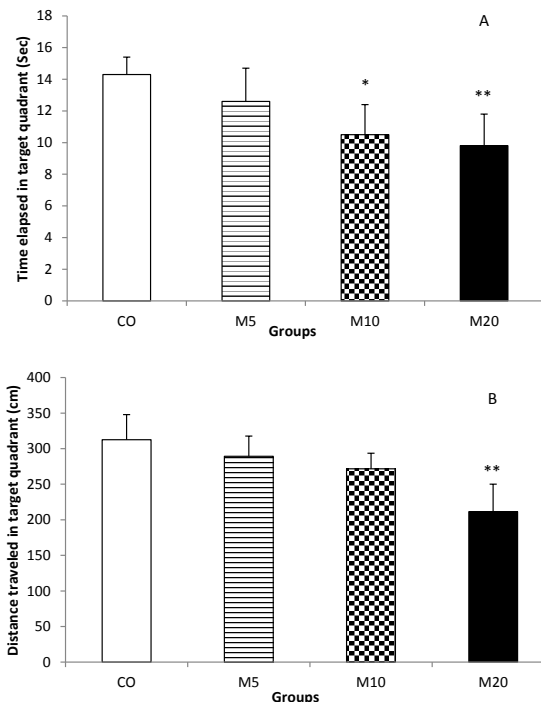 A
Time elapsed in target quadrant (Sec)
18
16
14
12
10
8
6
4
2
0
*
**
CO M5 M10 M20
Groups
B
Distance traveled in target quadrant (cm)
400
350
300
250
200
150
100
50
0
**
CO M5 M10 M20
Groups